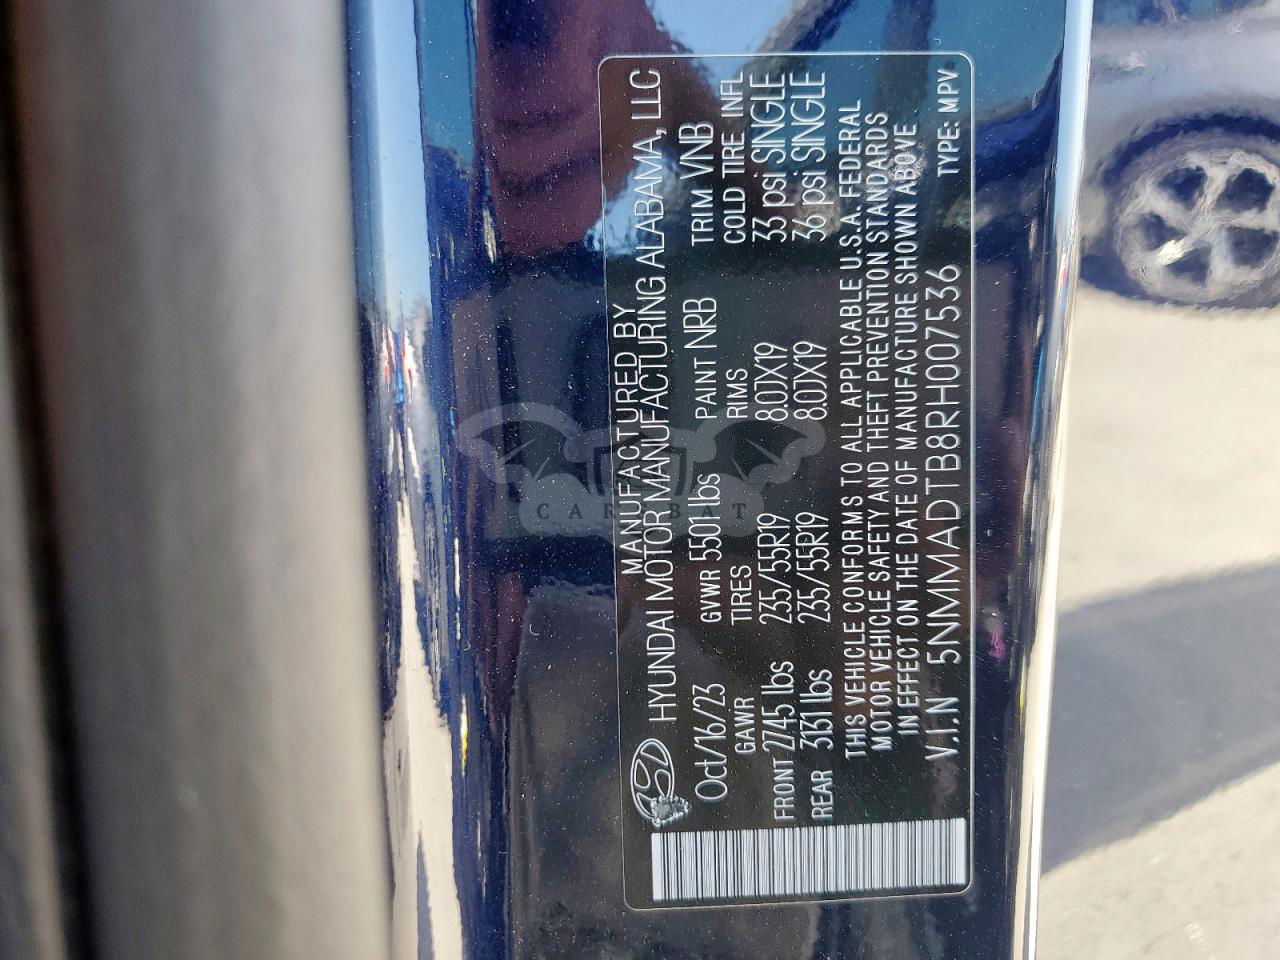 MANUFACTURED BY
HYUNDAI MOTOR MANUFACTURING ALABAMA, LLC
Oct/16/23 GVWR 5501 lbs PAINT NRB TRIM VNB
GAWR TIRES RIMS COLD TIRE INFL
FRONT 2745 lbs 235/55R19 8.0JX19 33 psi SINGLE
REAR 3131 lbs 235/55R19 8.0JX19 36 psi SINGLE
THIS VEHICLE CONFORMS TO ALL APPLICABLE U.S.A. FEDERAL
MOTOR VEHICLE SAFETY AND THEFT PREVENTION STANDARDS
IN EFFECT ON THE DATE OF MANUFACTURE SHOWN ABOVE
V.I.N 5NMMADTB8RH007536 TYPE: MPV
CAR BAT